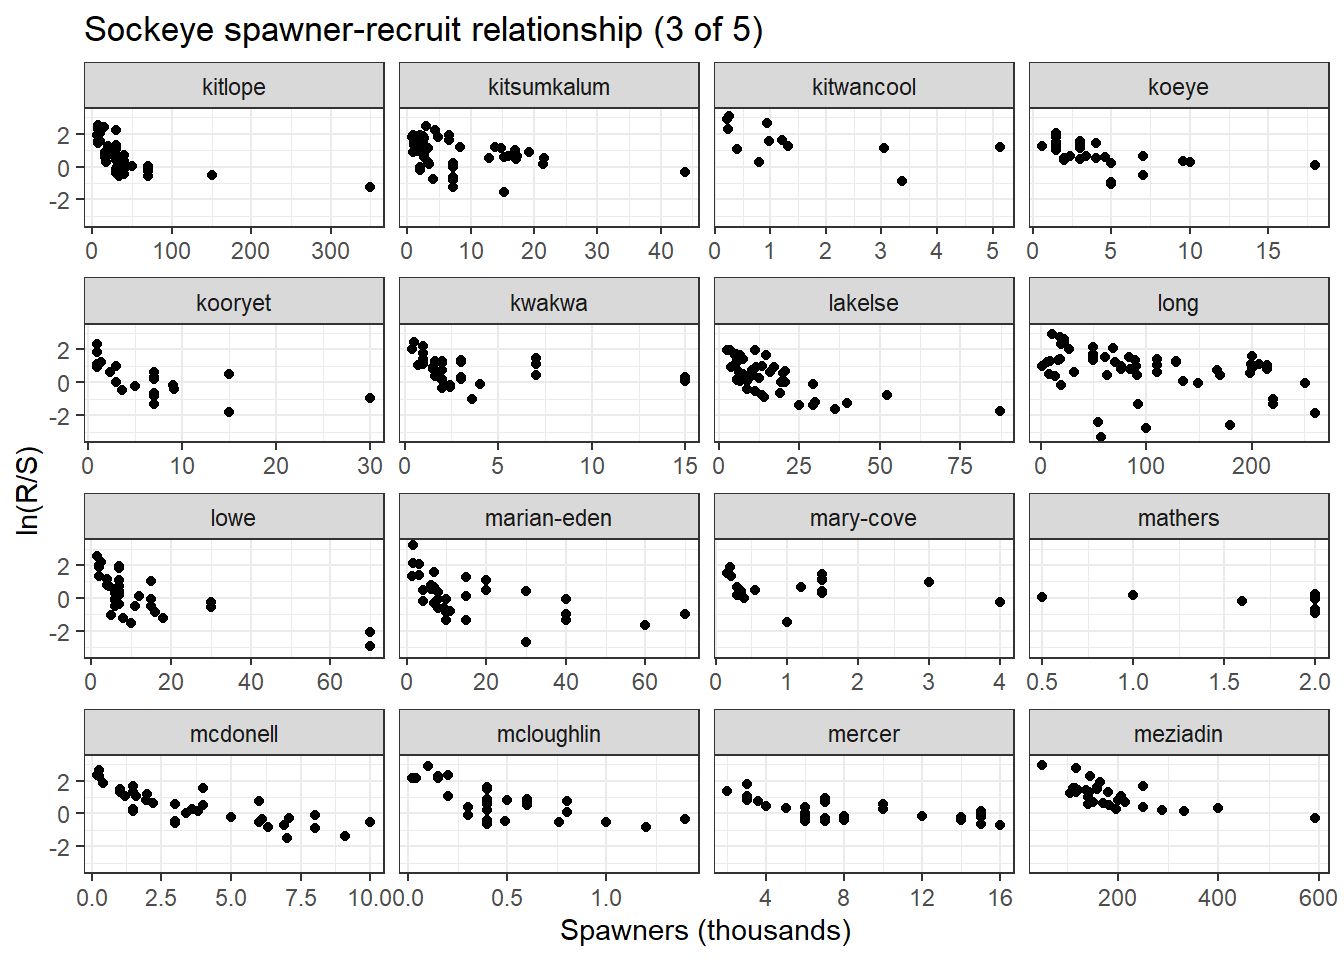 Sockeye spawner-recruit relationship (3 of 5)
kitlope kitsumkalum kitwancool koeye
2
0
-2
0 100 200 300 0 10 20 30 40 0 1 2 3 4 5 0 5 10 15
kooryet kwakwa lakelse long
2
0
-2
0 10 20 30 0 5 10 15 0 25 50 75 0 100 200
ln(R/S)
lowe marian-eden mary-cove mathers
2
0
-2
0 20 40 60 0 20 40 60 0 1 2 3 4 0.5 1.0 1.5 2.0
mcdonell mcloughlin mercer meziadin
2
0
-2
0.0 2.5 5.0 7.5 10.0 0.0 0.5 1.0 4 8 12 16 200 400 600
Spawners (thousands)